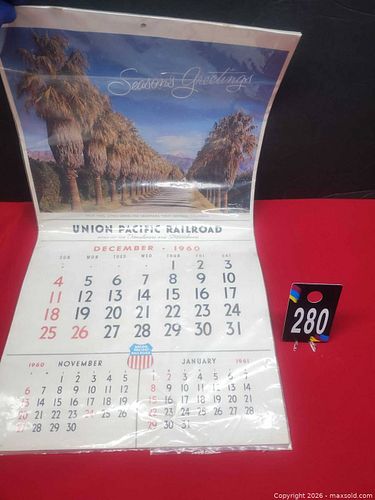 Season's Greetings
UNION PACIFIC RAILROAD
DECEMBER - 1960
SUN. MON. TUES. WED. THUR. FRI. SAT.
1 2 3
4 5 6 7 8 9 10
11 12 13 14 15 16 17
18 19 20 21 22 23 24
25 26 27 28 29 30 31
1960 NOVEMBER
1 2 3 4 5
6 7 8 9 10 11 12
13 14 15 16 17 18 19
20 21 22 23 24 25 26
27 28 29 30
UNION PACIFIC
JANUARY 1961
1 2 3 4 5 6 7
8 9 10 11 12 13 14
15 16 17 18 19 20 21
22 23 24 25 26 27 28
29 30 31
280
Copyright © 2026 - maxsold.com